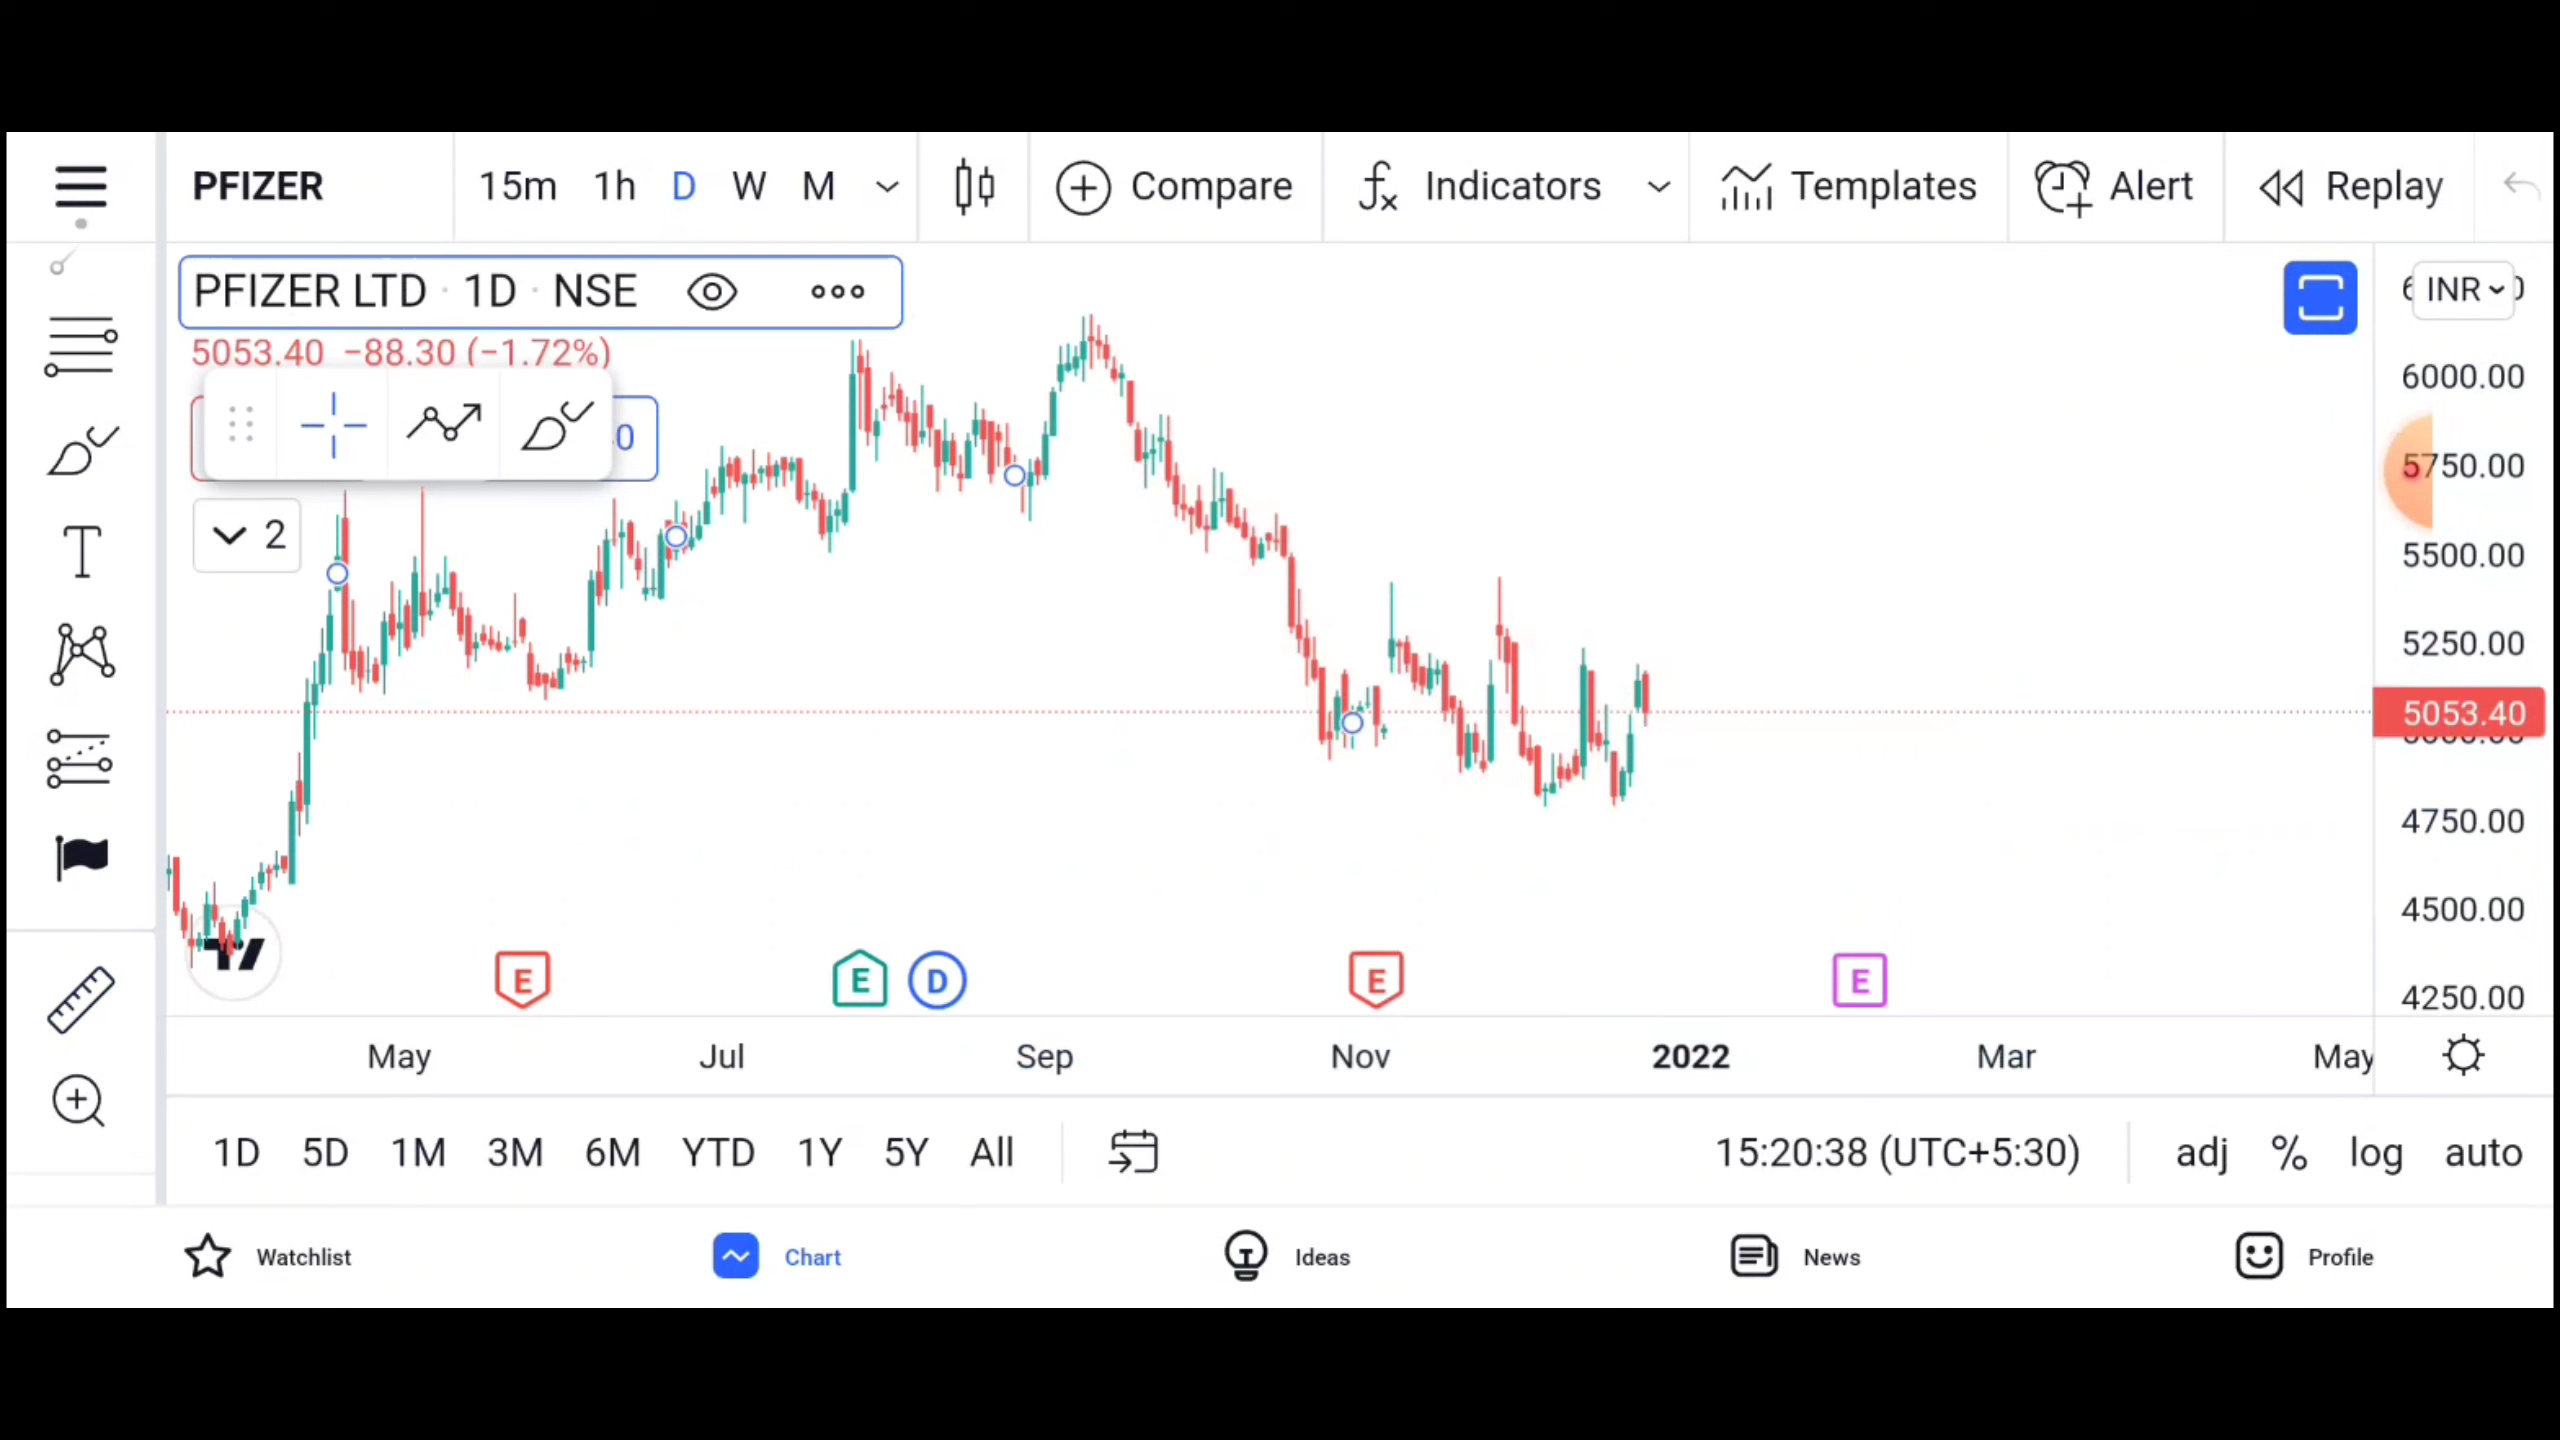 PFIZER 15m 1h D W M Compare Indicators Templates Alert Replay
PFIZER LTD · 1D · NSE
5053.40 −88.30 (−1.72%)
0
2
INR
6000.00
5750.00
5500.00
5250.00
5053.40
4750.00
4500.00
4250.00
E E D E E
May Jul Sep Nov 2022 Mar May
1D 5D 1M 3M 6M YTD 1Y 5Y All 15:20:38 (UTC+5:30) adj % log auto
Watchlist Chart Ideas News Profile